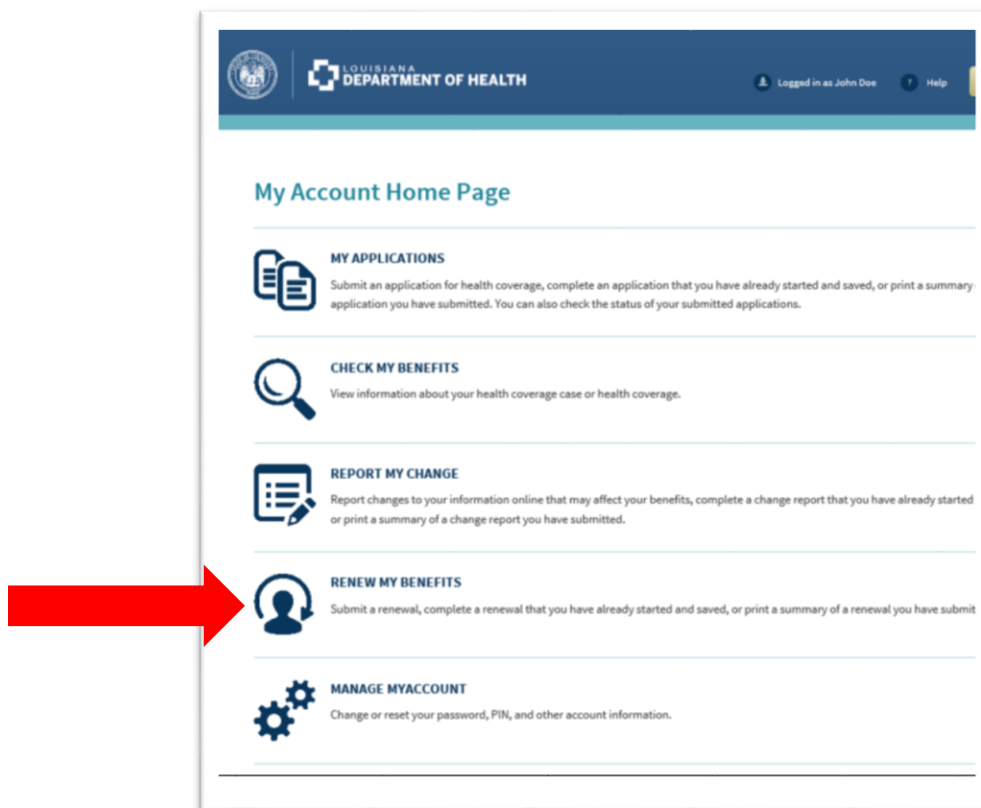 LOUISIANA
DEPARTMENT OF HEALTH
Logged in as John Doe
? Help
My Account Home Page
MY APPLICATIONS
Submit an application for health coverage, complete an application that you have already started and saved, or print a summary
application you have submitted. You can also check the status of your submitted applications.
CHECK MY BENEFITS
View information about your health coverage case or health coverage.
REPORT MY CHANGE
Report changes to your information online that may affect your benefits, complete a change report that you have already started
or print a summary of a change report you have submitted.
RENEW MY BENEFITS
Submit a renewal, complete a renewal that you have already started and saved, or print a summary of a renewal you have submit
MANAGE MYACCOUNT
Change or reset your password, PIN, and other account information.